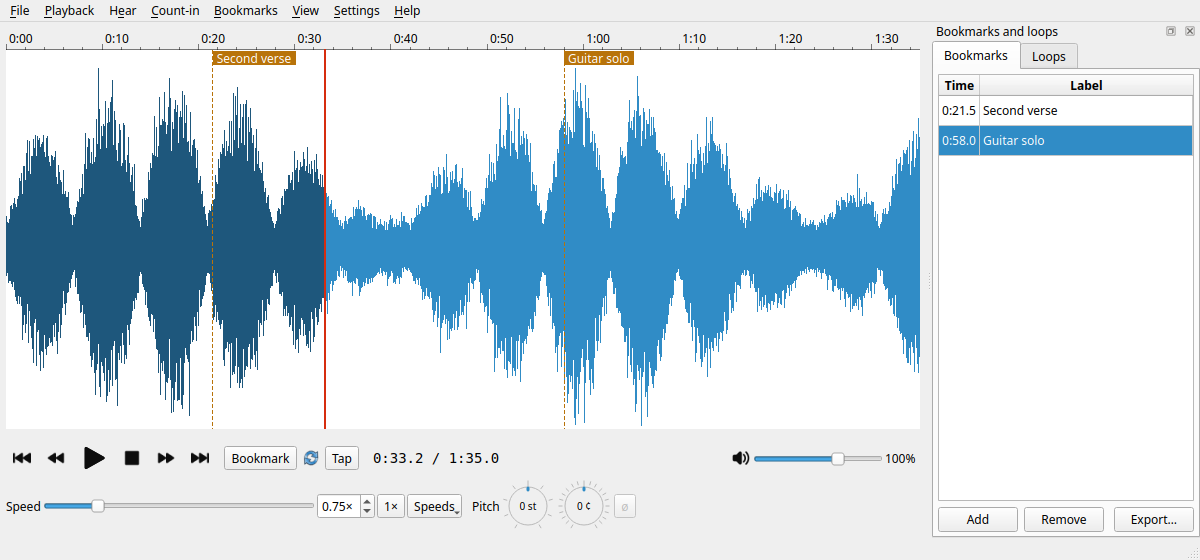 File Playback Hear Count-in Bookmarks View Settings Help
Bookmarks and loops
0:00 0:10 0:20 0:30 0:40 0:50 1:00 1:10 1:20 1:30
Second verse Guitar solo
Bookmarks Loops
Time Label
0:21.5 Second verse
0:58.0 Guitar solo
Bookmark Tap 0:33.2 / 1:35.0 100%
Speed 0.75× 1× Speeds Pitch 0 st 0 ¢ ø
Add Remove Export...